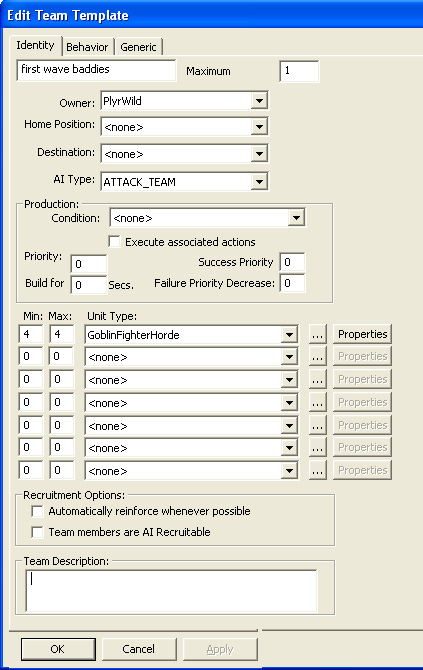 Edit Team Template
Identity Behavior Generic
first wave baddies Maximum 1
Owner: PlyrWild
Home Position: <none>
Destination: <none>
AI Type: ATTACK_TEAM
Production:
Condition: <none>
Execute associated actions
Priority: 0 Success Priority 0
Build for 0 Secs. Failure Priority Decrease: 0
Min: Max: Unit Type:
4 4 GoblinFighterHorde ... Properties
0 0 <none> ... Properties
0 0 <none> ... Properties
0 0 <none> ... Properties
0 0 <none> ... Properties
0 0 <none> ... Properties
0 0 <none> ... Properties
Recruitment Options:
Automatically reinforce whenever possible
Team members are AI Recruitable
Team Description:
OK Cancel Apply